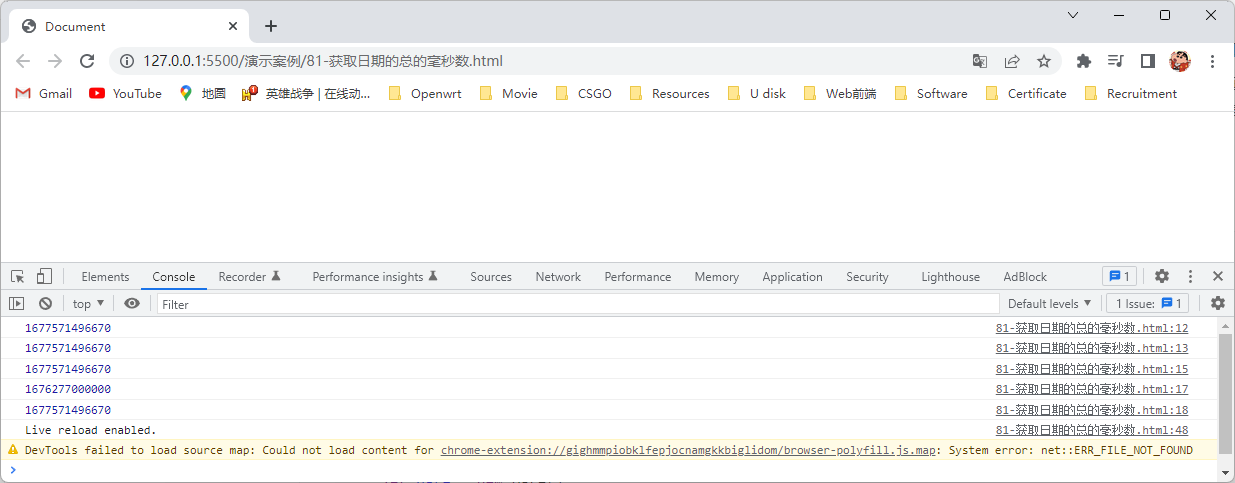 Document
127.0.0.1:5500/演示案例/81-获取日期的总的毫秒数.html
Gmail YouTube 地图 英雄战争 | 在线动... Openwrt Movie CSGO Resources U disk Web前端 Software Certificate Recruitment
Elements Console Recorder Performance insights Sources Network Performance Memory Application Security Lighthouse AdBlock 1
top Filter Default levels 1 Issue: 1
1677571496670 81-获取日期的总的毫秒数.html:12
1677571496670 81-获取日期的总的毫秒数.html:13
1677571496670 81-获取日期的总的毫秒数.html:15
1676277000000 81-获取日期的总的毫秒数.html:17
1677571496670 81-获取日期的总的毫秒数.html:18
Live reload enabled. 81-获取日期的总的毫秒数.html:48
DevTools failed to load source map: Could not load content for chrome-extension://gighmmpiobklfepjocnamgkkbiglidom/browser-polyfill.js.map: System error: net::ERR_FILE_NOT_FOUND